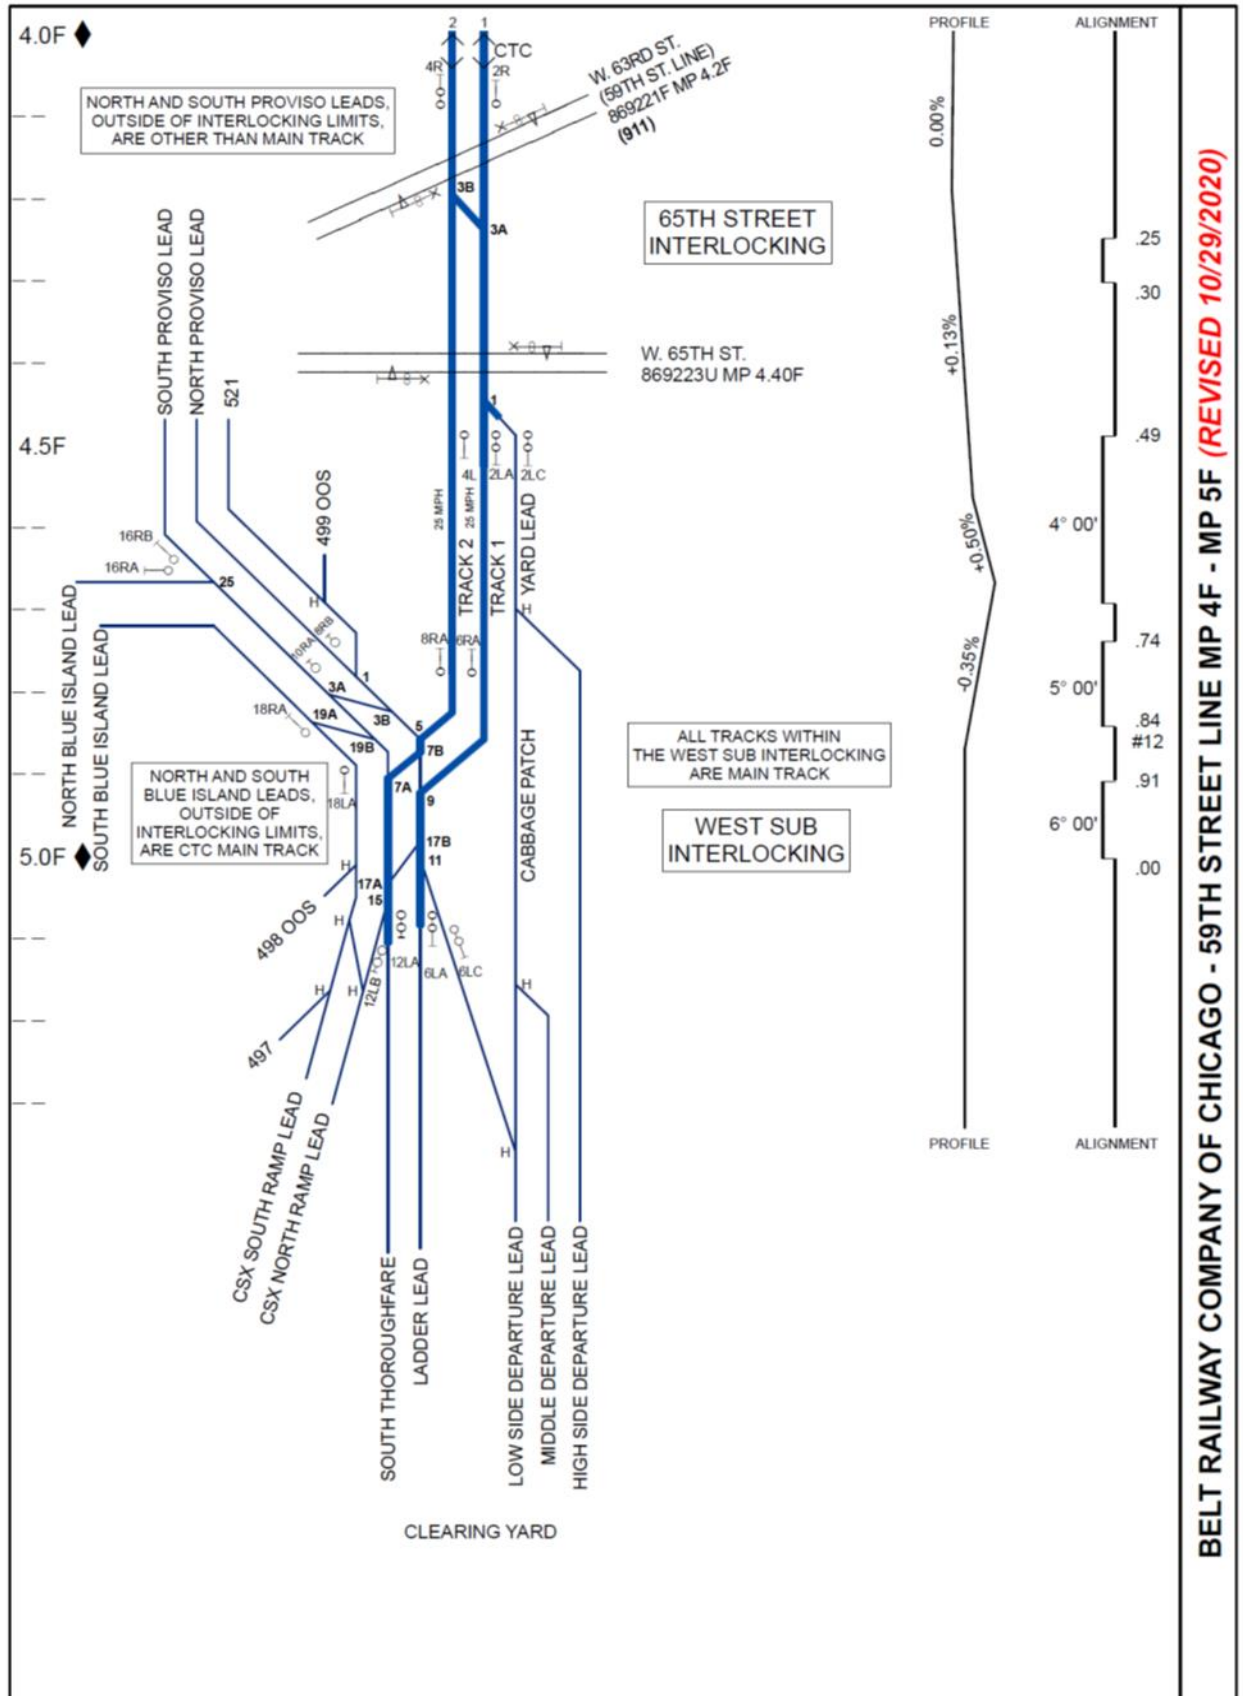 4.0F
2
1
PROFILE
ALIGNMENT
CTC
4R
2R
W. 63RD ST.
(59TH ST. LINE)
869221F MP 4.2F
(911)
NORTH AND SOUTH PROVISO LEADS,
OUTSIDE OF INTERLOCKING LIMITS,
ARE OTHER THAN MAIN TRACK
0.00%
3B
3A
65TH STREET
INTERLOCKING
.25
.30
SOUTH PROVISO LEAD
NORTH PROVISO LEAD
521
W. 65TH ST.
869223U MP 4.40F
+0.13%
1
4.5F
.49
4L
2LA
2LC
25 MPH
25 MPH
TRACK 2
TRACK 1
YARD LEAD
499 OOS
16RB
16RA
25
H
H
4° 00'
+0.50%
NORTH BLUE ISLAND LEAD
SOUTH BLUE ISLAND LEAD
10RA
8RB
8RA
6RA
.74
-0.35%
5° 00'
1
3A
3B
18RA
19A
19B
5
7B
.84
#12
ALL TRACKS WITHIN
THE WEST SUB INTERLOCKING
ARE MAIN TRACK
CABBAGE PATCH
NORTH AND SOUTH
BLUE ISLAND LEADS,
OUTSIDE OF
INTERLOCKING LIMITS,
ARE CTC MAIN TRACK
18LA
7A
9
.91
WEST SUB
INTERLOCKING
6° 00'
17B
11
5.0F
.00
H
17A
15
498 OOS
H
12LA
12LB
6LA
6LC
H
H
H
497
H
PROFILE
ALIGNMENT
CSX SOUTH RAMP LEAD
CSX NORTH RAMP LEAD
SOUTH THOROUGHFARE
LADDER LEAD
LOW SIDE DEPARTURE LEAD
MIDDLE DEPARTURE LEAD
HIGH SIDE DEPARTURE LEAD
CLEARING YARD
BELT RAILWAY COMPANY OF CHICAGO - 59TH STREET LINE MP 4F - MP 5F (REVISED 10/29/2020)